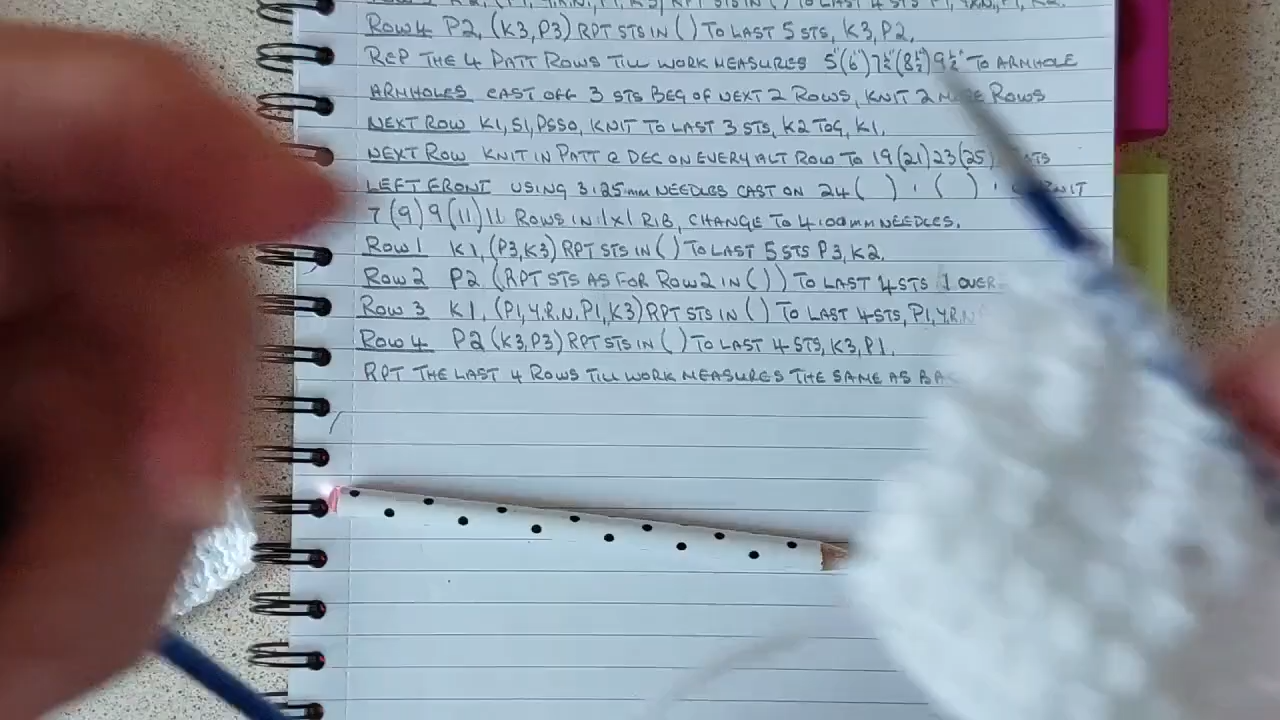 Row 4 P2, (K3, P3) RPT STS IN ( ) TO LAST 5 STS, K3, P2.
REP THE 4 PATT ROWS TILL WORK MEASURES 5"(6")7½"(8½")9½" TO ARMHOLE
ARMHOLES CAST OFF 3 STS BEG OF NEXT 2 ROWS, KNIT 2 ROWS
NEXT ROW K1, S1, PSSO, KNIT TO LAST 3 STS, K2 TOG, K1.
NEXT ROW KNIT IN PATT & DEC ON EVERY ALT ROW TO 19(21)23(25)
LEFT FRONT USING 3.25mm NEEDLES CAST ON 24 ( ) . ( ) .
7(9)9(11)11 ROWS IN 1x1 RIB, CHANGE TO 4.00MM NEEDLES.
Row 1 K1, (P3, K3) RPT STS IN ( ) TO LAST 5 STS P3, K2.
Row 2 P2 (RPT STS AS FOR ROW 2 IN ( ) ) TO LAST 4 STS 1 OVER
Row 3 K1, (P1, Y.R.N, P1, K3) RPT STS IN ( ) TO LAST 4 STS, P1, Y.R.N
Row 4 P2 (K3, P3) RPT STS IN ( ) TO LAST 4 STS, K3, P1.
RPT THE LAST 4 ROWS TILL WORK MEASURES THE SAME AS